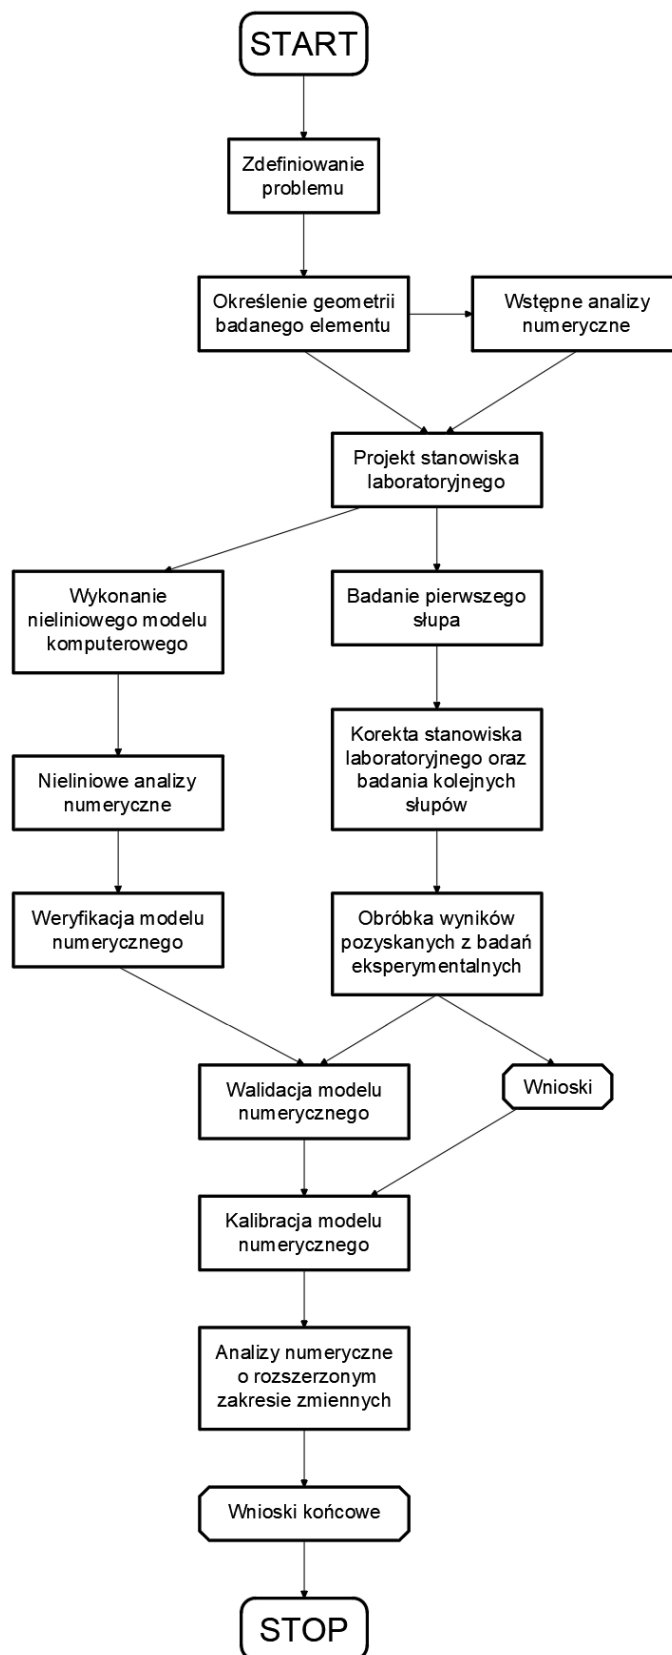 START
Zdefiniowanie
problemu
Określenie geometrii
badanego elementu
Wstępne analizy
numeryczne
Projekt stanowiska
laboratoryjnego
Wykonanie
nieliniowego modelu
komputerowego
Badanie pierwszego
słupa
Nieliniowe analizy
numeryczne
Korekta stanowiska
laboratoryjnego oraz
badania kolejnych
słupów
Weryfikacja modelu
numerycznego
Obróbka wyników
pozyskanych z badań
eksperymentalnych
Walidacja modelu
numerycznego
Wnioski
Kalibracja modelu
numerycznego
Analizy numeryczne
o rozszerzonym
zakresie zmiennych
Wnioski końcowe
STOP